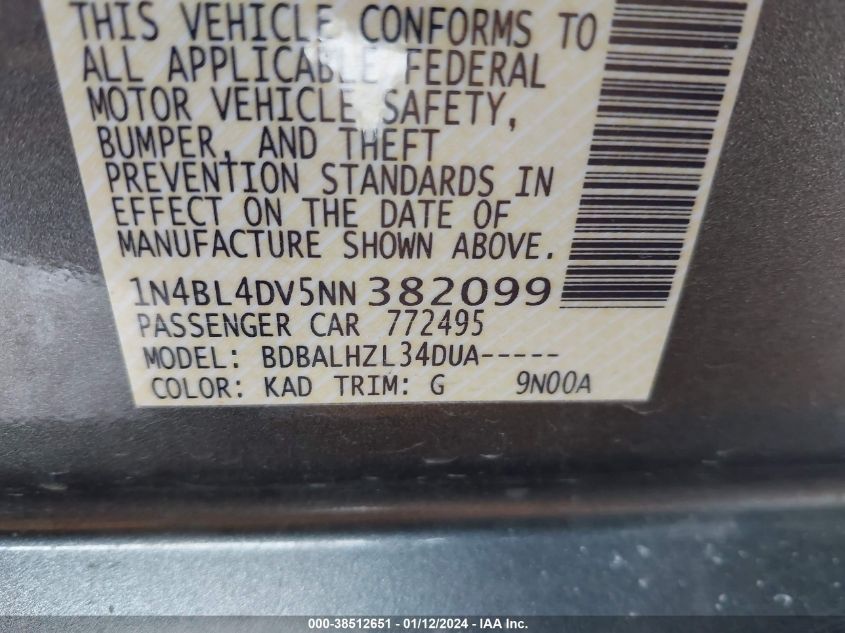 THIS VEHICLE CONFORMS TO
ALL APPLICABLE FEDERAL
MOTOR VEHICLE SAFETY,
BUMPER, AND THEFT
PREVENTION STANDARDS IN
EFFECT ON THE DATE OF
MANUFACTURE SHOWN ABOVE.
1N4BL4DV5NN382099
PASSENGER CAR 772495
MODEL: BDBALHZL34DUA-----
COLOR: KAD TRIM: G 9N00A
000-38512651 - 01/12/2024 - IAA Inc.